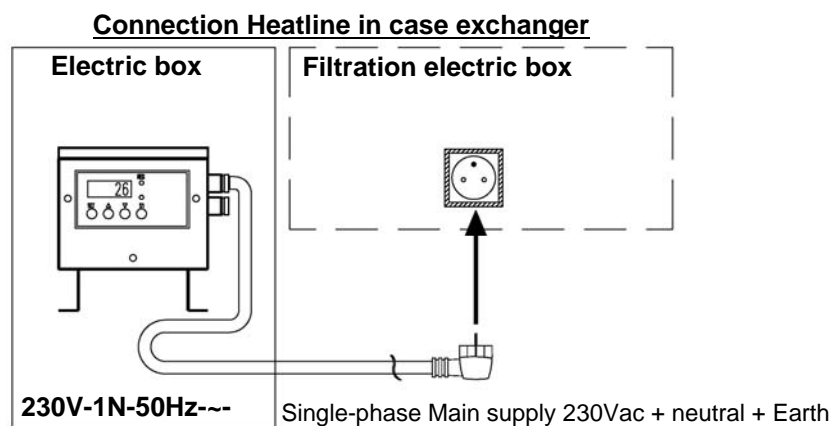 Connection Heatline in case exchanger
Electric box
Filtration electric box
26
230V-1N-50Hz-~-
Single-phase Main supply 230Vac + neutral + Earth